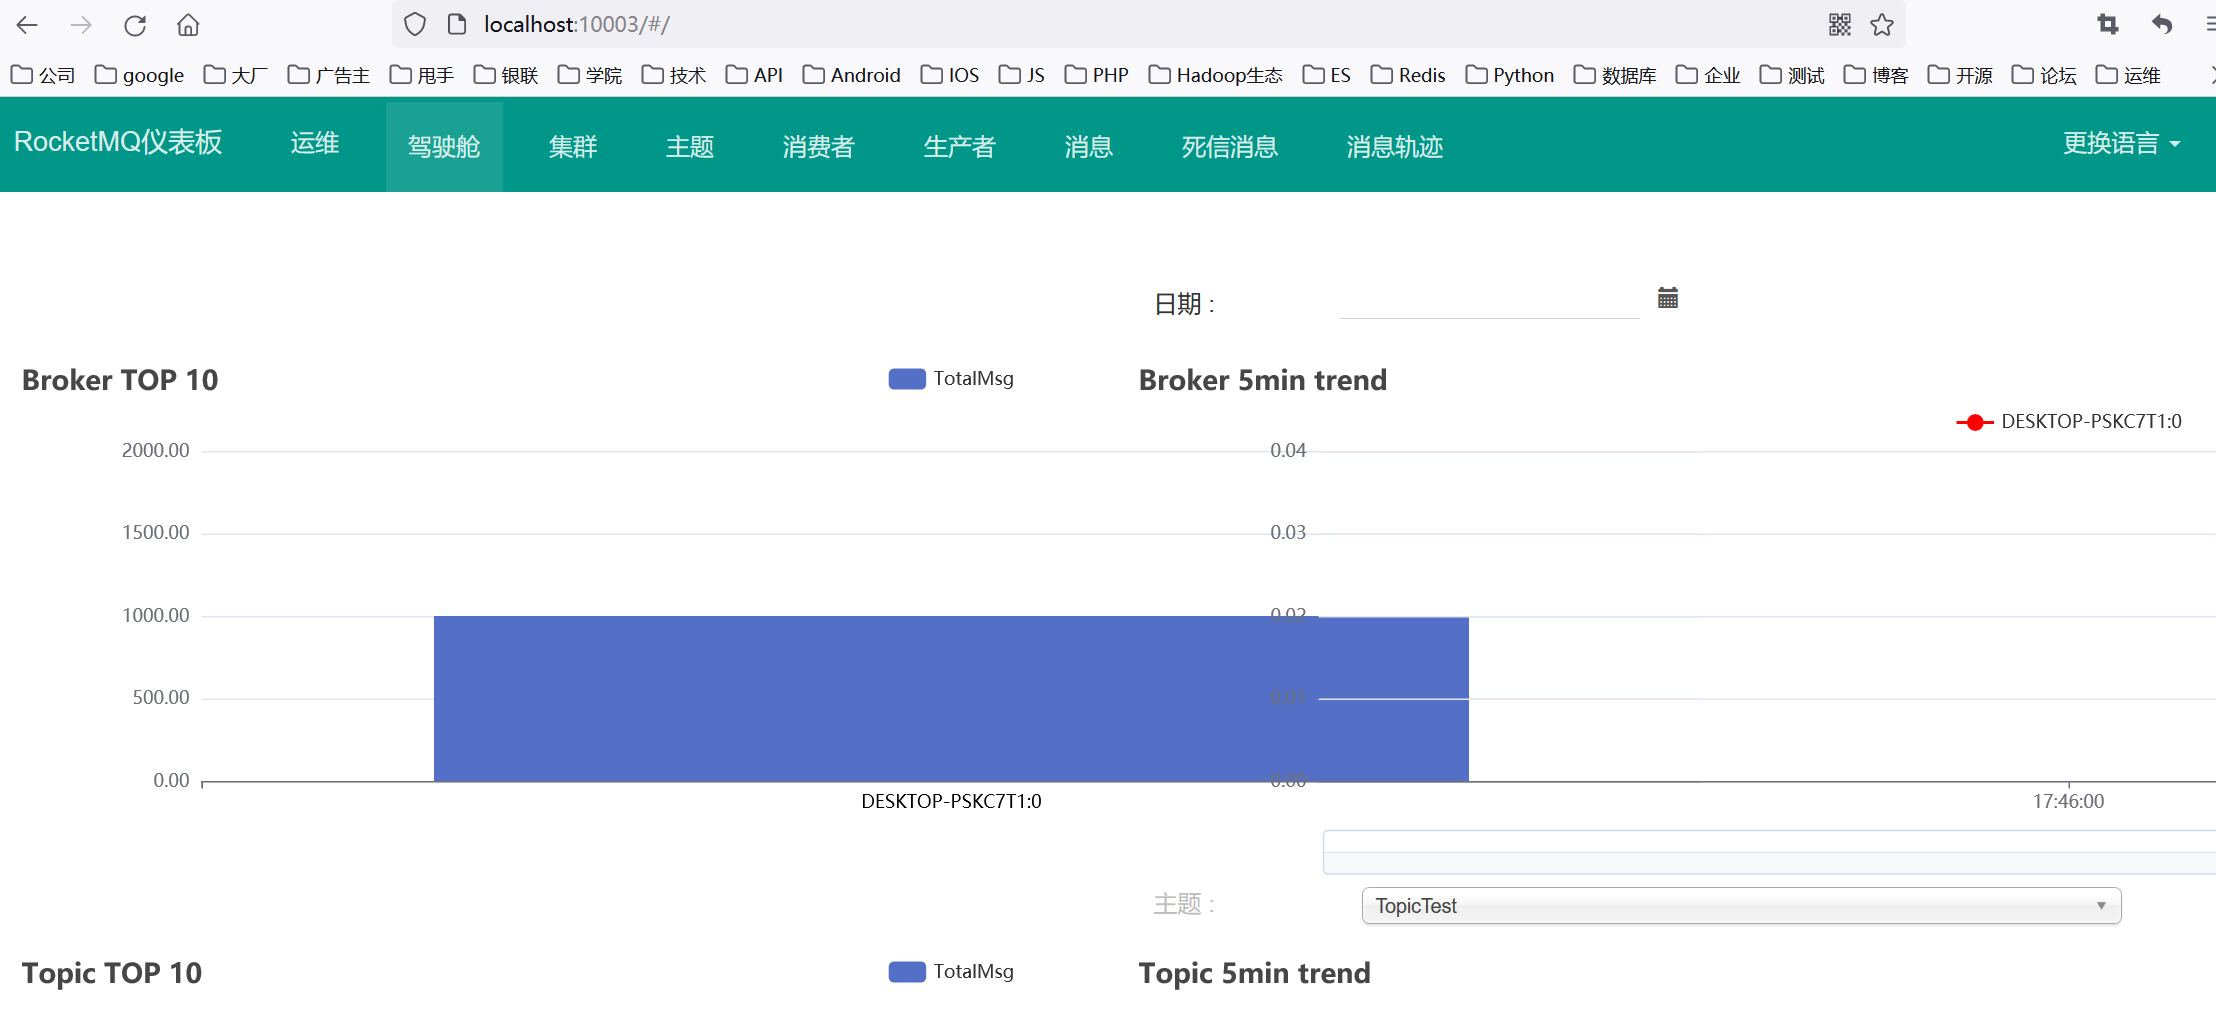 localhost:10003/#/
公司 google 大厂 广告主 甩手 银联 学院 技术 API Android IOS JS PHP Hadoop生态 ES Redis Python 数据库 企业 测试 博客 开源 论坛 运维
RocketMQ仪表板 运维 驾驶舱 集群 主题 消费者 生产者 消息 死信消息 消息轨迹 更换语言
日期 :
Broker TOP 10 TotalMsg Broker 5min trend
DESKTOP-PSKC7T1:0
2000.00 0.04
1500.00 0.03
1000.00 0.02
500.00 0.01
0.00 0.00
DESKTOP-PSKC7T1:0 17:46:00
主题 : TopicTest
Topic TOP 10 TotalMsg Topic 5min trend